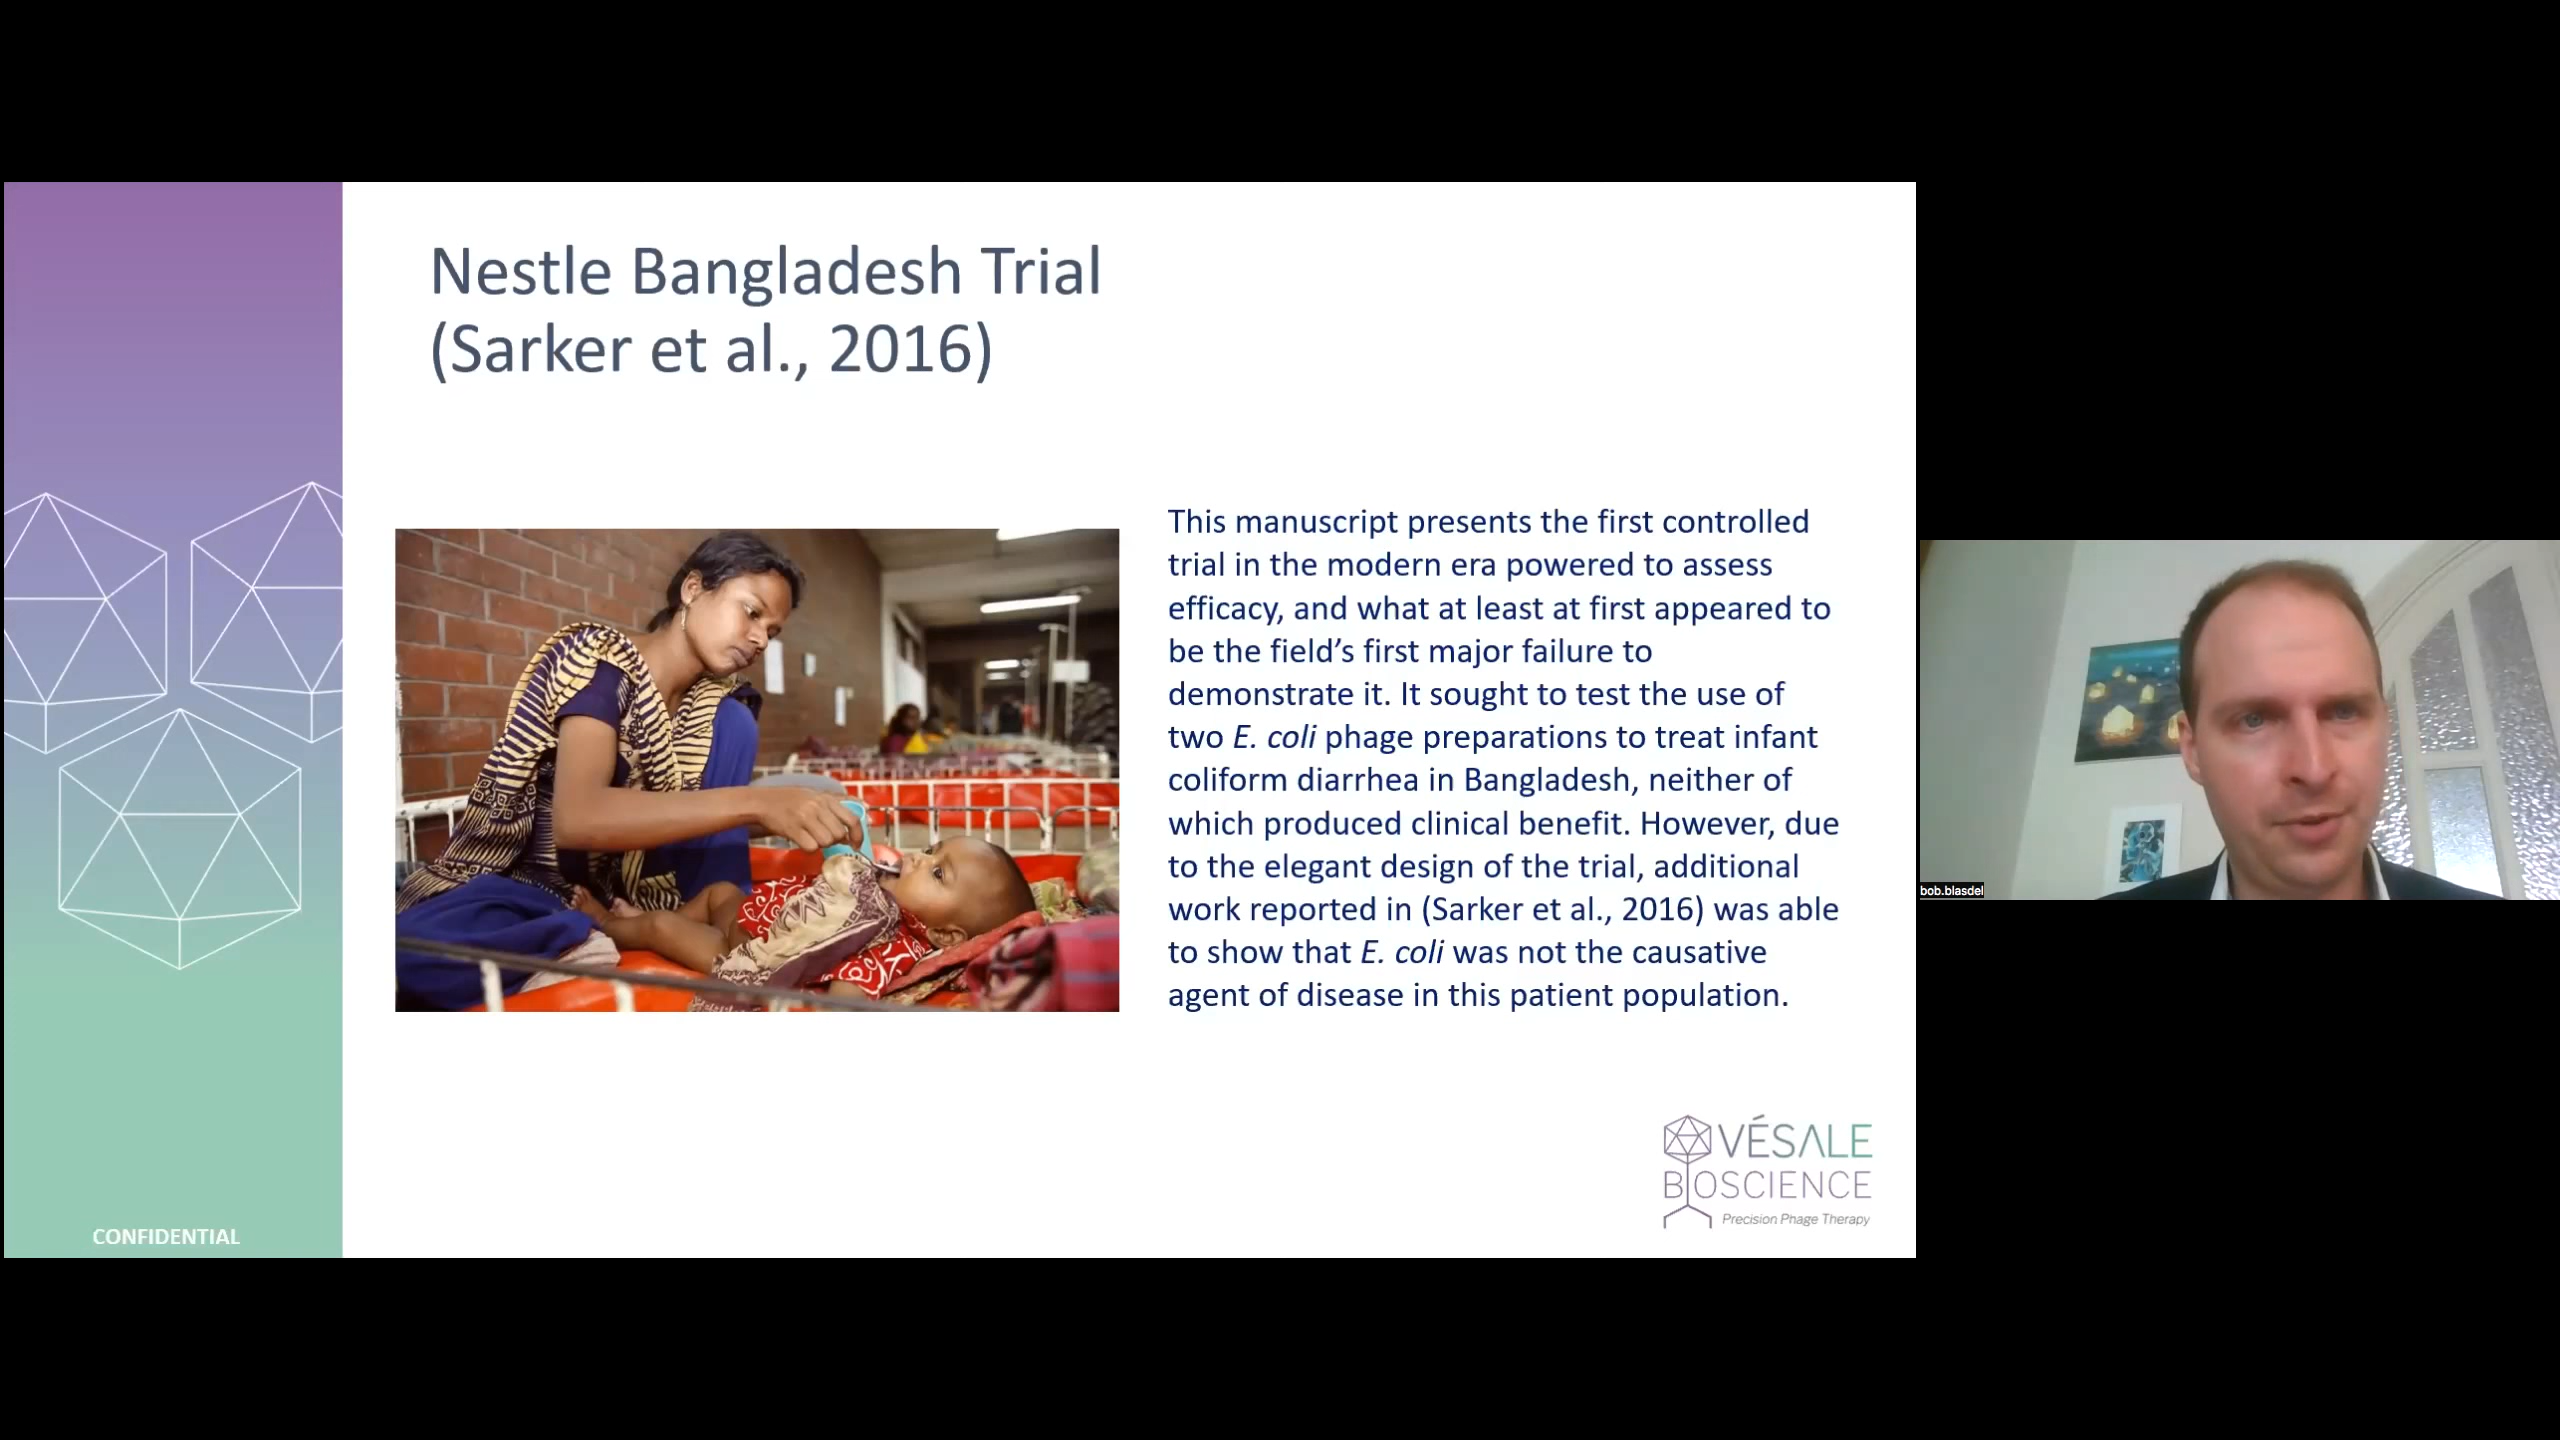 Nestle Bangladesh Trial
(Sarker et al., 2016)
This manuscript presents the first controlled
trial in the modern era powered to assess
efficacy, and what at least at first appeared to
be the field’s first major failure to
demonstrate it. It sought to test the use of
two E. coli phage preparations to treat infant
coliform diarrhea in Bangladesh, neither of
which produced clinical benefit. However, due
to the elegant design of the trial, additional
work reported in (Sarker et al., 2016) was able
to show that E. coli was not the causative
agent of disease in this patient population.
VÉSALE
BIOSCIENCE
Precision Phage Therapy
CONFIDENTIAL
bob.blasdel